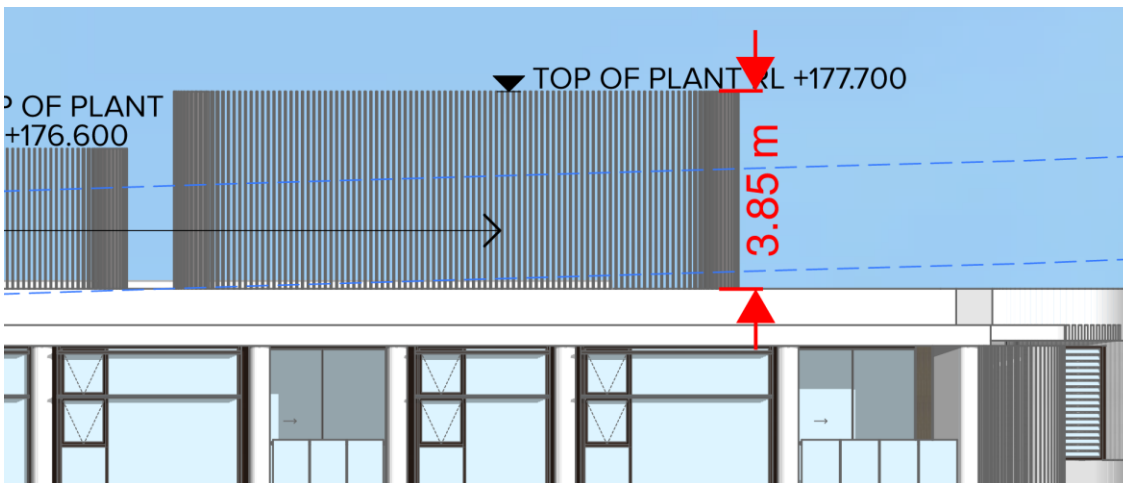 TOP OF PLANT RL +177.700
P OF PLANT
+176.600
3.85 m